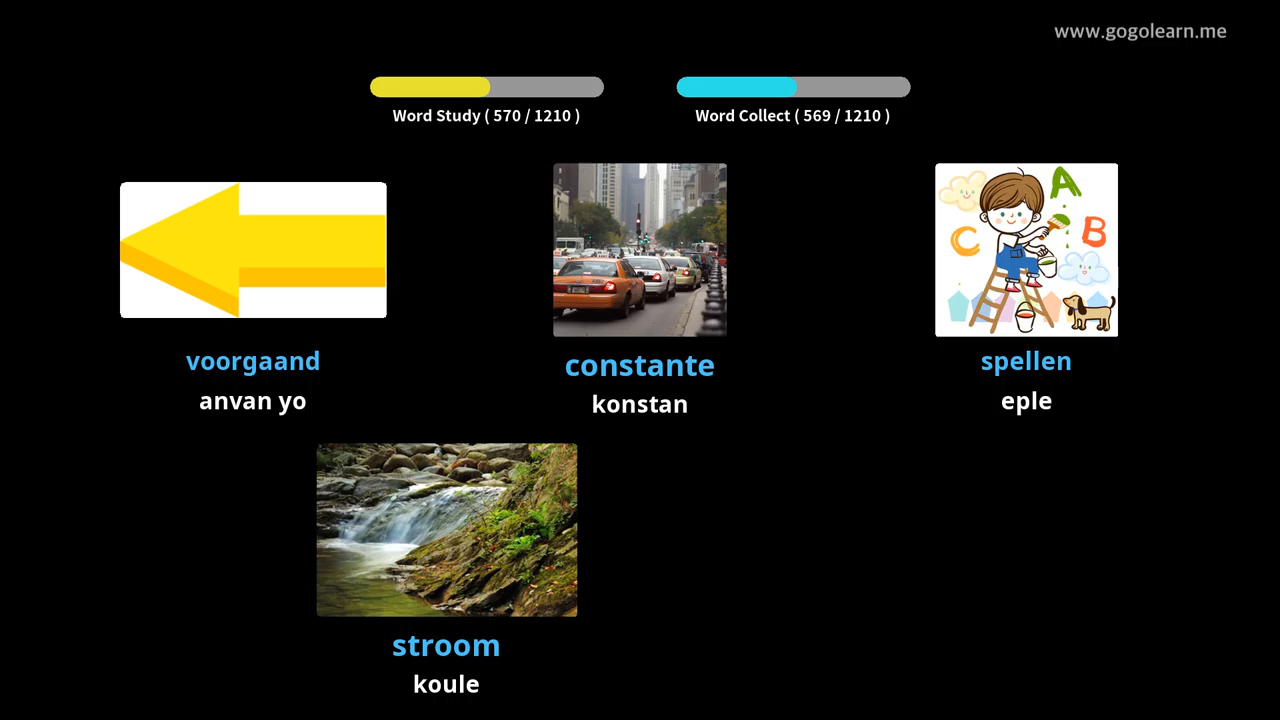 www.gogolearn.me
Word Study ( 570 / 1210 )
Word Collect ( 569 / 1210 )
A
B
C
voorgaand
anvan yo
constante
konstan
spellen
eple
stroom
koule